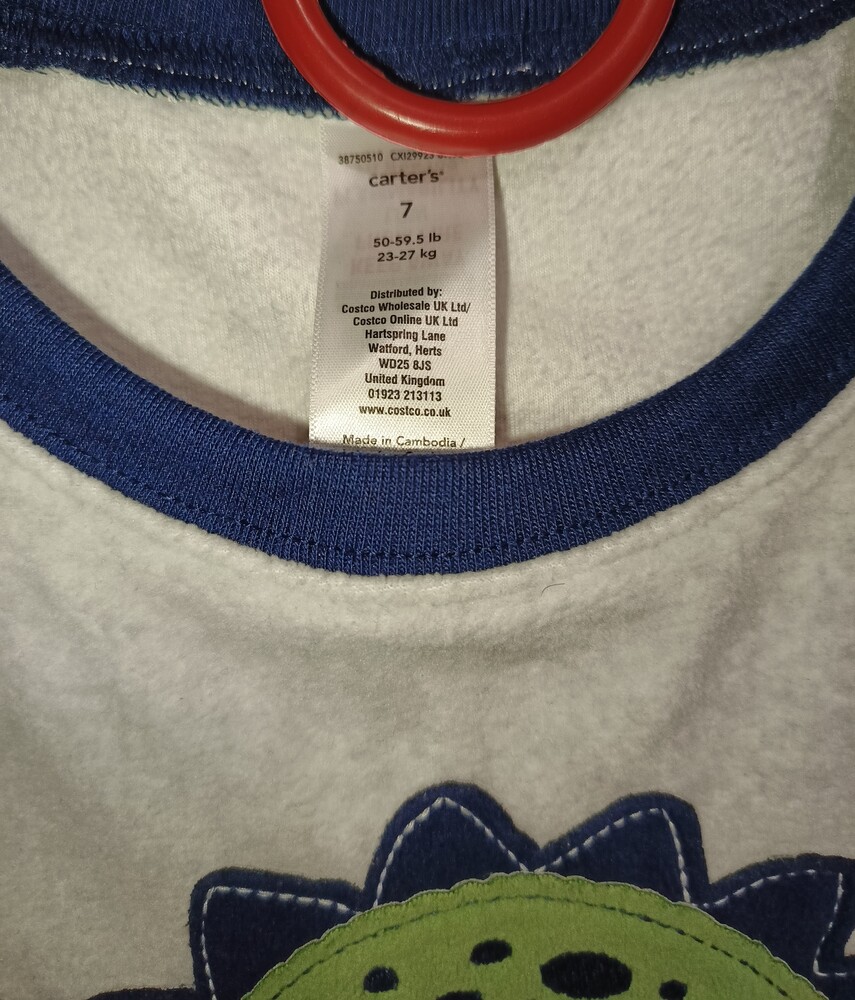 38750510 CXI29923
carter's
7
50-59.5 lb
23-27 kg
Distributed by:
Costco Wholesale UK Ltd/
Costco Online UK Ltd
Hartspring Lane
Watford, Herts
WD25 8JS
United Kingdom
01923 213113
www.costco.co.uk
Made in Cambodia /